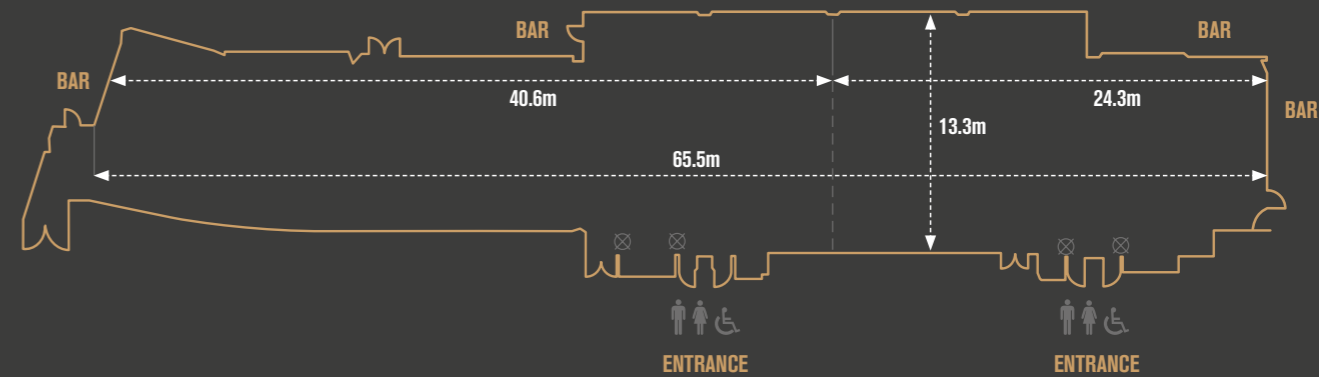 BAR
BAR
BAR
BAR
40.6m
24.3m
13.3m
65.5m
ENTRANCE
ENTRANCE